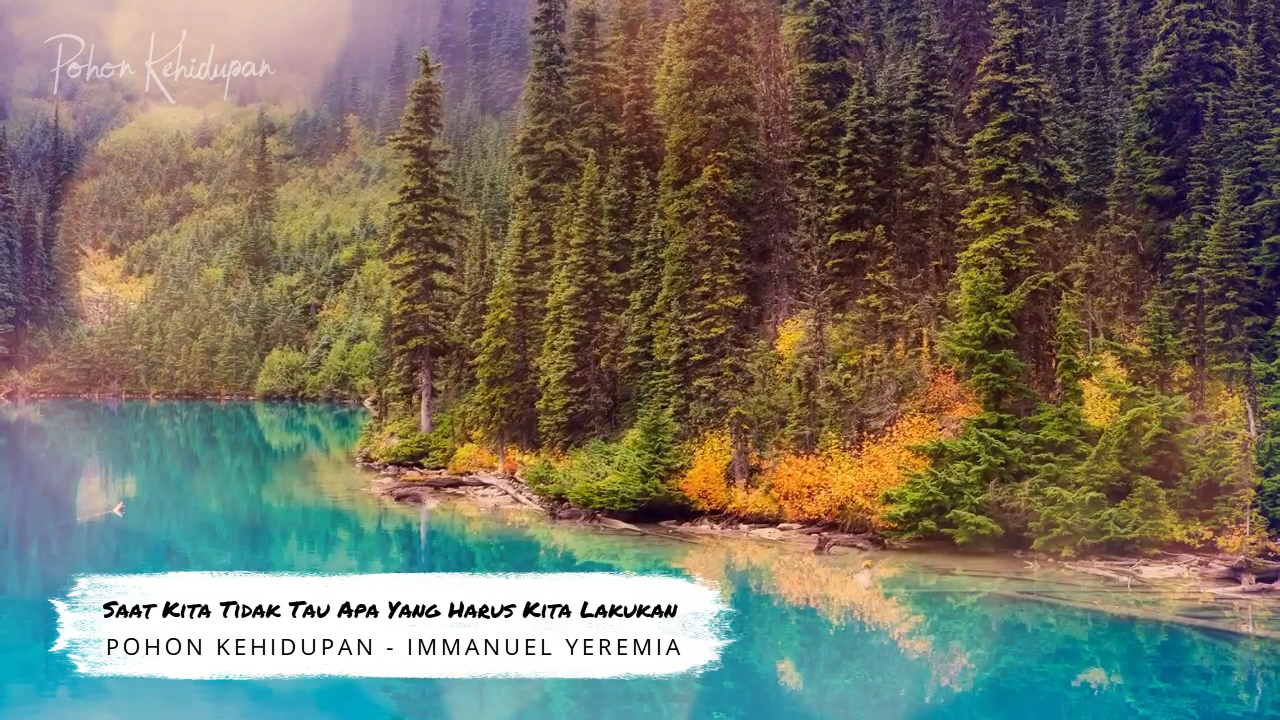 Pohon Kehidupan
Saat Kita Tidak Tau Apa Yang Harus Kita Lakukan
POHON KEHIDUPAN - IMMANUEL YEREMIA